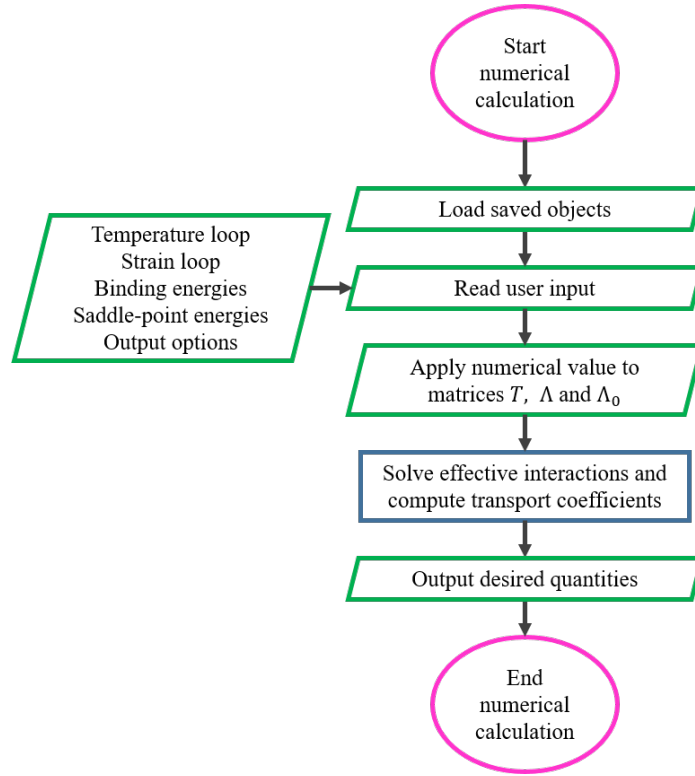 Start
numerical
calculation
Load saved objects
Temperature loop
Strain loop
Binding energies
Saddle-point energies
Output options
Read user input
Apply numerical value to
matrices T, Λ and Λ₀
Solve effective interactions and
compute transport coefficients
Output desired quantities
End
numerical
calculation